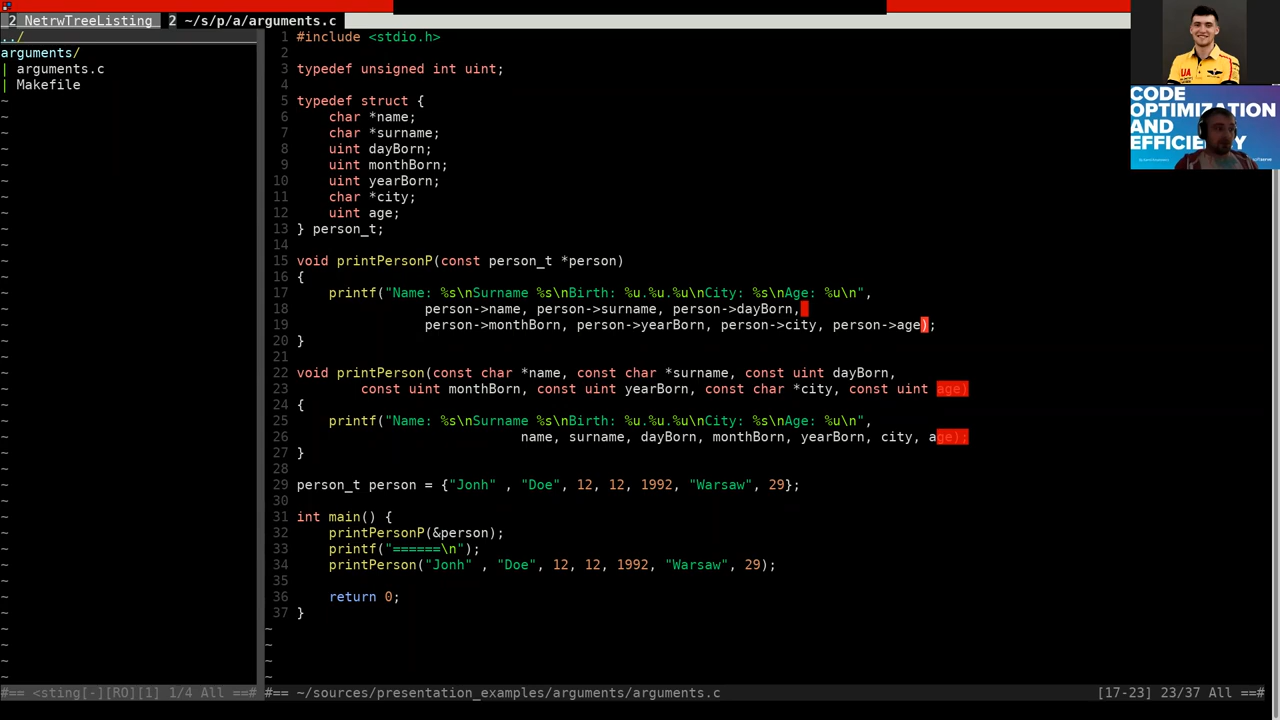 2 NetrwTreeListing  2 ~/s/p/a/arguments.c
../
arguments/
| arguments.c
| Makefile
1 #include <stdio.h>
2
3 typedef unsigned int uint;
4
5 typedef struct {
6     char *name;
7     char *surname;
8     uint dayBorn;
9     uint monthBorn;
10     uint yearBorn;
11     char *city;
12     uint age;
13 } person_t;
14
15 void printPersonP(const person_t *person)
16 {
17     printf("Name: %s\nSurname %s\nBirth: %u.%u.%u\nCity: %s\nAge: %u\n",
18                 person->name, person->surname, person->dayBorn,
19                 person->monthBorn, person->yearBorn, person->city, person->age);
20 }
21
22 void printPerson(const char *name, const char *surname, const uint dayBorn,
23         const uint monthBorn, const uint yearBorn, const char *city, const uint age)
24 {
25     printf("Name: %s\nSurname %s\nBirth: %u.%u.%u\nCity: %s\nAge: %u\n",
26                             name, surname, dayBorn, monthBorn, yearBorn, city, age);
27 }
28
29 person_t person = {"Jonh" , "Doe", 12, 12, 1992, "Warsaw", 29};
30
31 int main() {
32     printPersonP(&person);
33     printf("======\n");
34     printPerson("Jonh" , "Doe", 12, 12, 1992, "Warsaw", 29);
35
36     return 0;
37 }
#== <sting[-][RO][1] 1/4 All ==# #== ~/sources/presentation_examples/arguments/arguments.c [17-23] 23/37 All ==#
UA
CODE
OPTIMIZATION
AND
EFFICIENCY